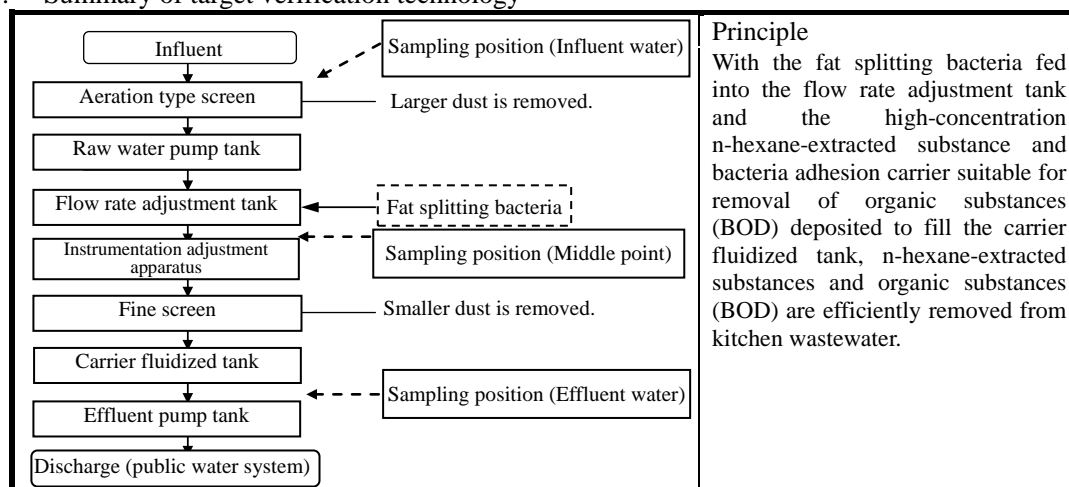 Summary of target verification technology
Influent
Sampling position (Influent water)
Aeration type screen
Larger dust is removed.
Raw water pump tank
Flow rate adjustment tank
Fat splitting bacteria
Instrumentation adjustment
apparatus
Sampling position (Middle point)
Fine screen
Smaller dust is removed.
Carrier fluidized tank
Sampling position (Effluent water)
Effluent pump tank
Discharge (public water system)
Principle
With the fat splitting bacteria fed
into the flow rate adjustment tank
and the high-concentration
n-hexane-extracted substance and
bacteria adhesion carrier suitable for
removal of organic substances
(BOD) deposited to fill the carrier
fluidized tank, n-hexane-extracted
substances and organic substances
(BOD) are efficiently removed from
kitchen wastewater.